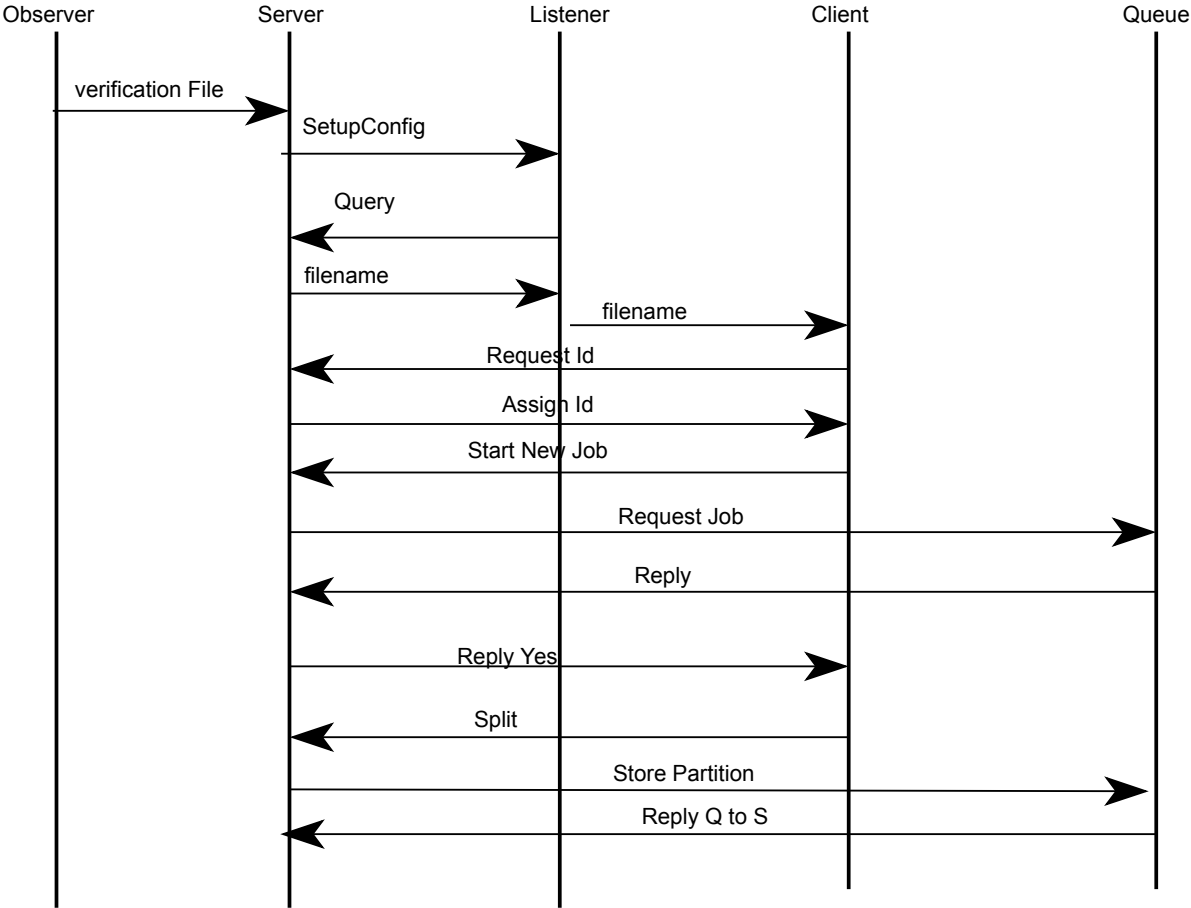 Observer
Server
Listener
Client
Queue
verification File
SetupConfig
Query
filename
filename
Request Id
Assign Id
Start New Job
Request Job
Reply
Reply Yes
Split
Store Partition
Reply Q to S